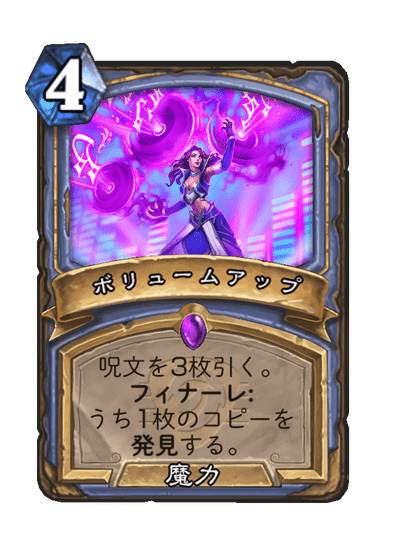 4
ボリュームアップ
呪文を3枚引く。
フィナーレ:
うち1枚のコピーを
発見する。
魔力